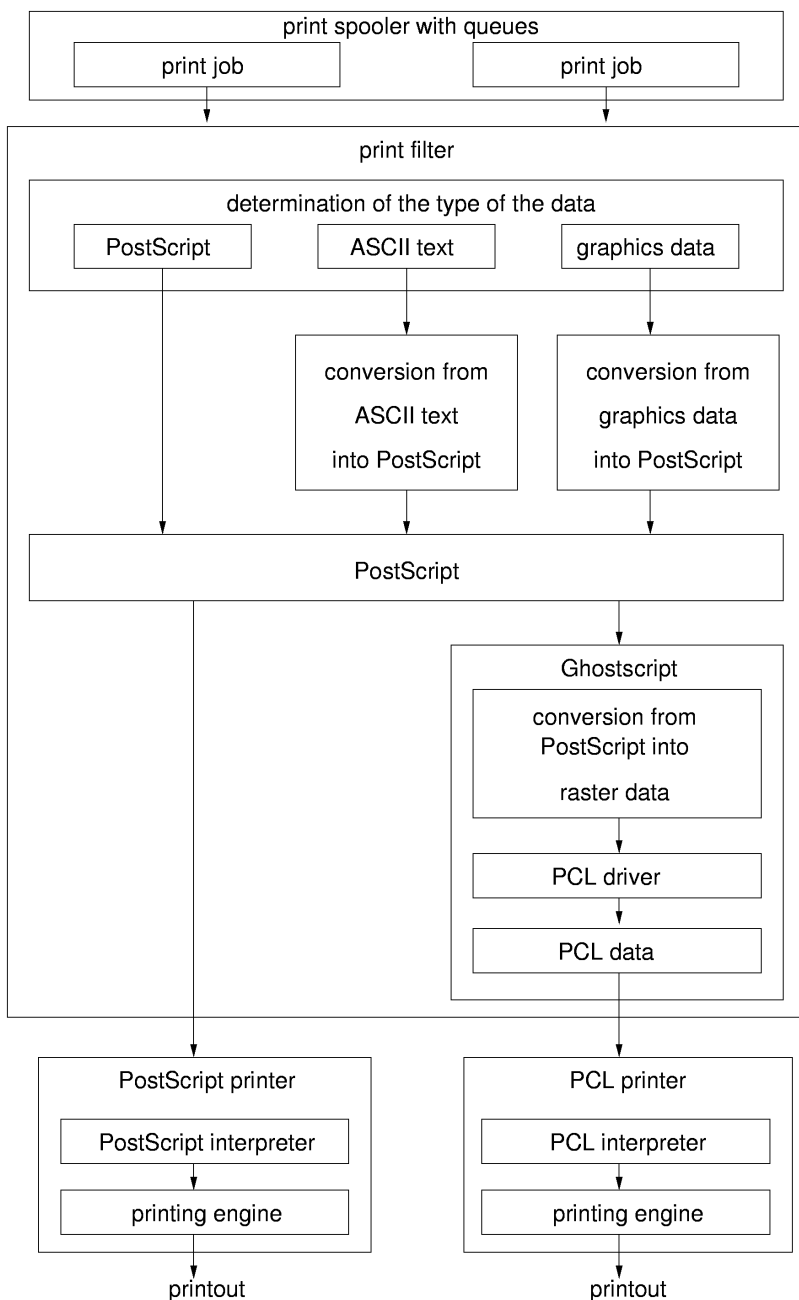 print spooler with queues
print job
print job
print filter
determination of the type of the data
PostScript
ASCII text
graphics data
conversion from
ASCII text
into PostScript
conversion from
graphics data
into PostScript
PostScript
Ghostscript
conversion from
PostScript into
raster data
PCL driver
PCL data
PostScript printer
PostScript interpreter
printing engine
printout
PCL printer
PCL interpreter
printing engine
printout